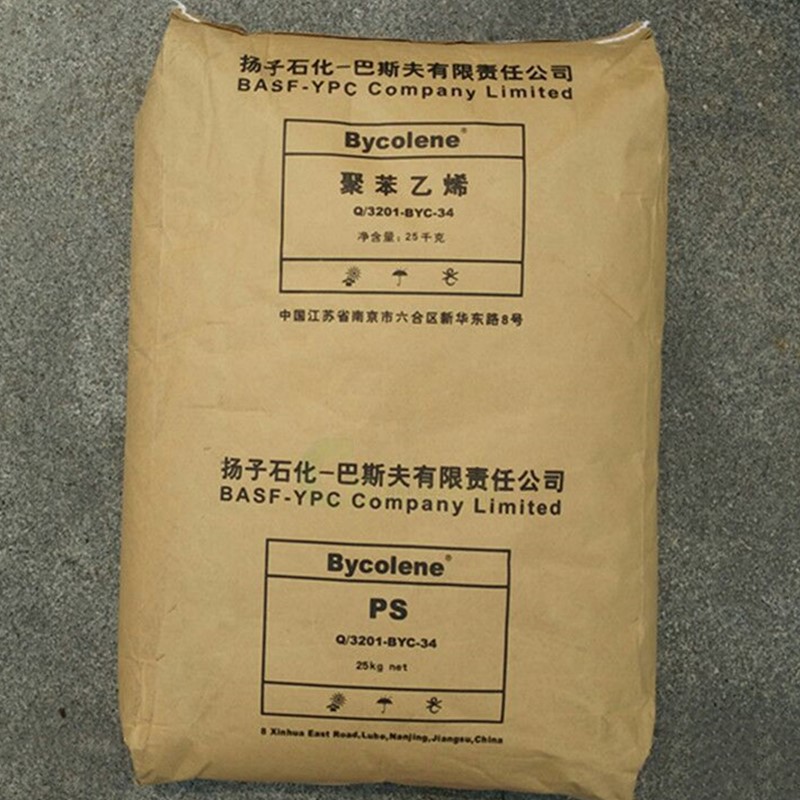 扬子石化-巴斯夫有限责任公司
BASF-YPC Company Limited
Bycolene®
聚苯乙烯
Q/3201-BYC-34
净含量：25千克
中国江苏省南京市六合区新华东路8号
扬子石化-巴斯夫有限责任公司
BASF-YPC Company Limited
Bycolene®
PS
Q/3201-BYC-34
25kg net
8 Xinhua East Road,Luhe,Nanjing,Jiangsu,China